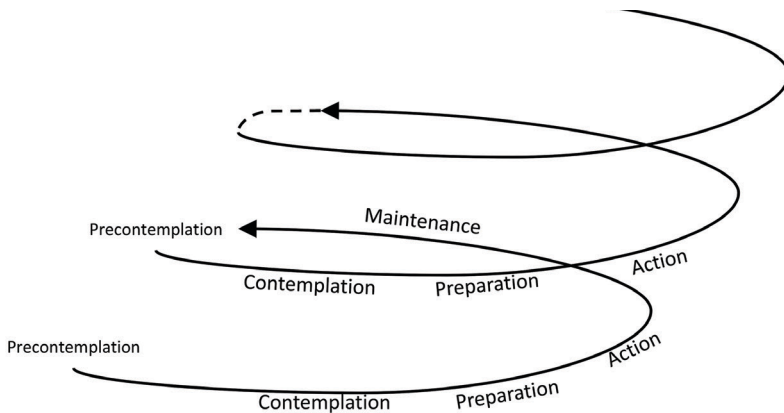 Maintenance
Precontemplation
Action
Contemplation
Preparation
Precontemplation
Action
Contemplation
Preparation